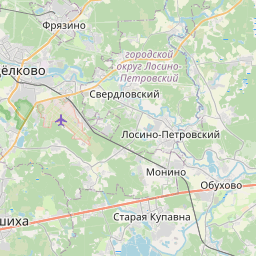 Фрязино
городской
округ Лосино-
Петровский
ёлково
Свердловский
Лосино-Петровский
Монино
Обухово
шиха
Старая Купавна